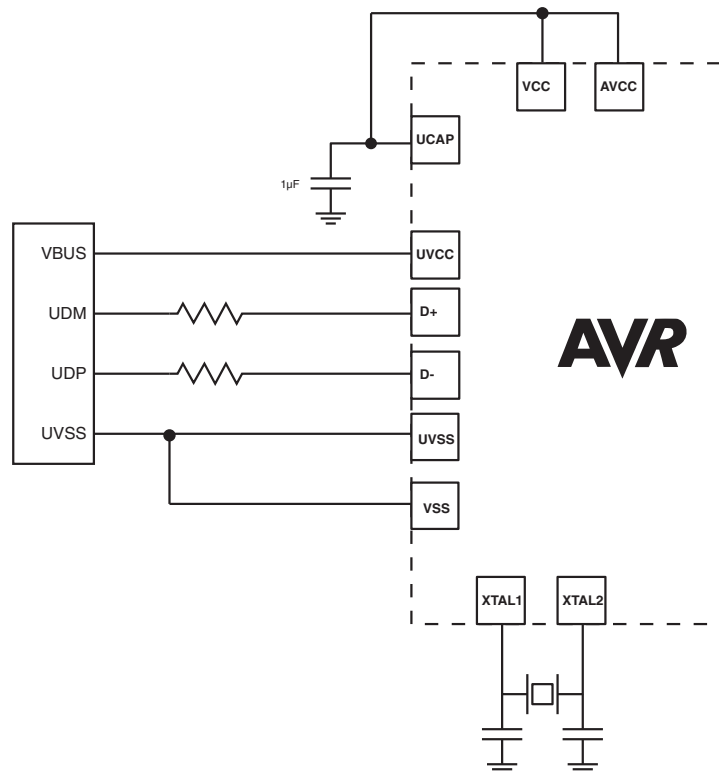 VCC
AVCC
UCAP
1µF
VBUS
UVCC
UDM
D+
AVR
UDP
D-
UVSS
UVSS
VSS
XTAL1
XTAL2